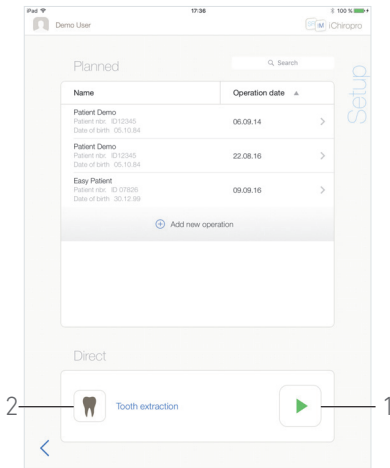 iPad 17:36 100 %
Demo User iChiropro
Planned
Search
Setup
Name Operation date
Patient Demo
Patient nbr. ID12345
Date of birth 05.10.84
06.09.14
Patient Demo
Patient nbr. ID12345
Date of birth 05.10.84
22.08.16
Easy Patient
Patient nbr. ID 07826
Date of birth 30.12.99
09.09.16
Add new operation
Direct
2 Tooth extraction 1